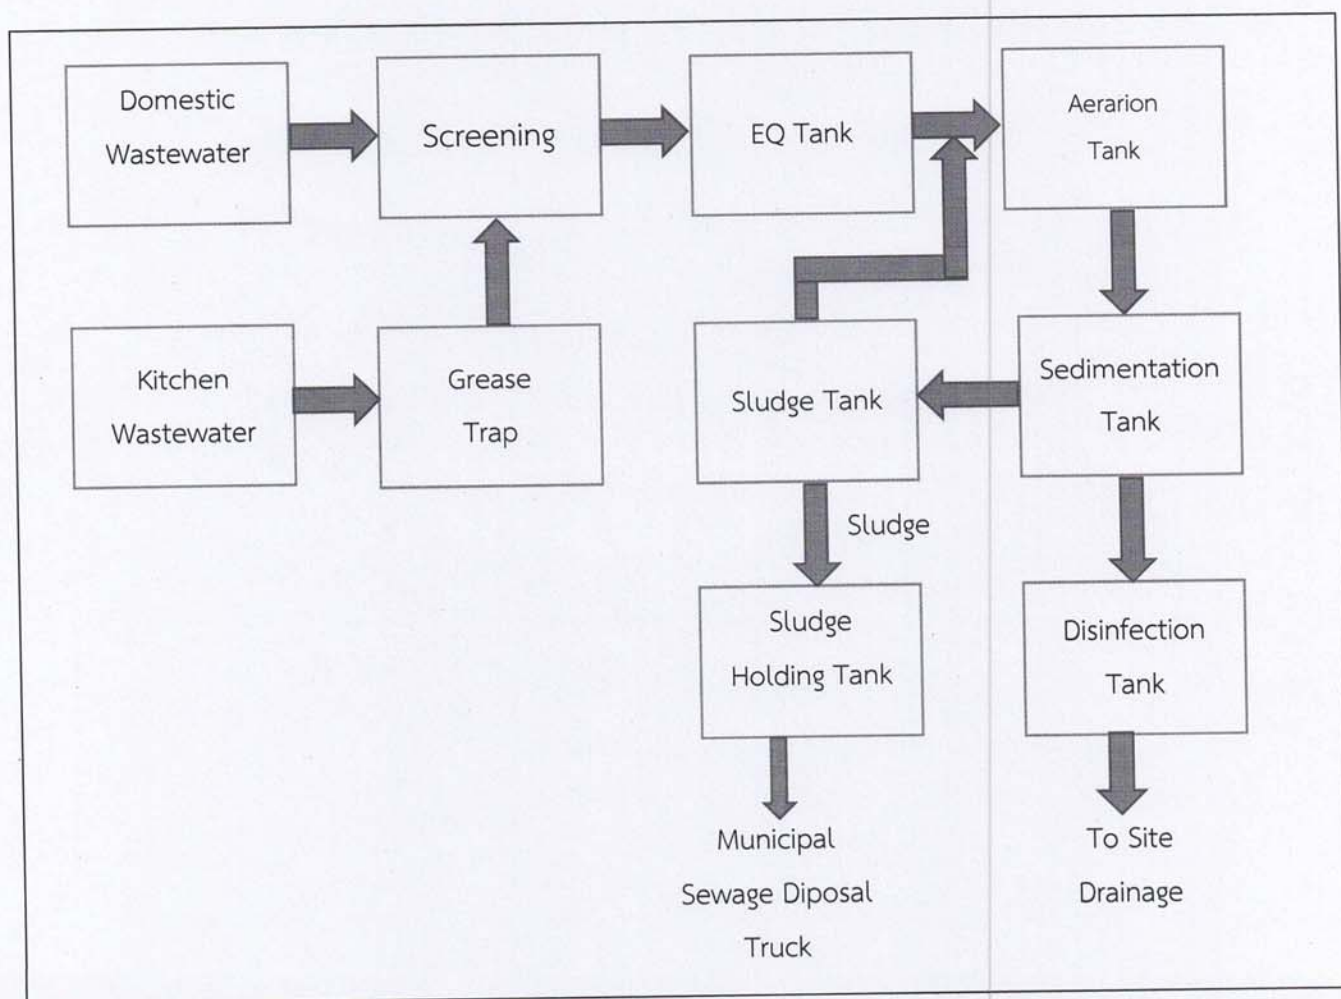 Domestic
Wastewater
Screening
EQ Tank
Aerarion
Tank
Kitchen
Wastewater
Grease
Trap
Sludge Tank
Sedimentation
Tank
Sludge
Sludge
Holding Tank
Disinfection
Tank
Municipal
Sewage Diposal
Truck
To Site
Drainage